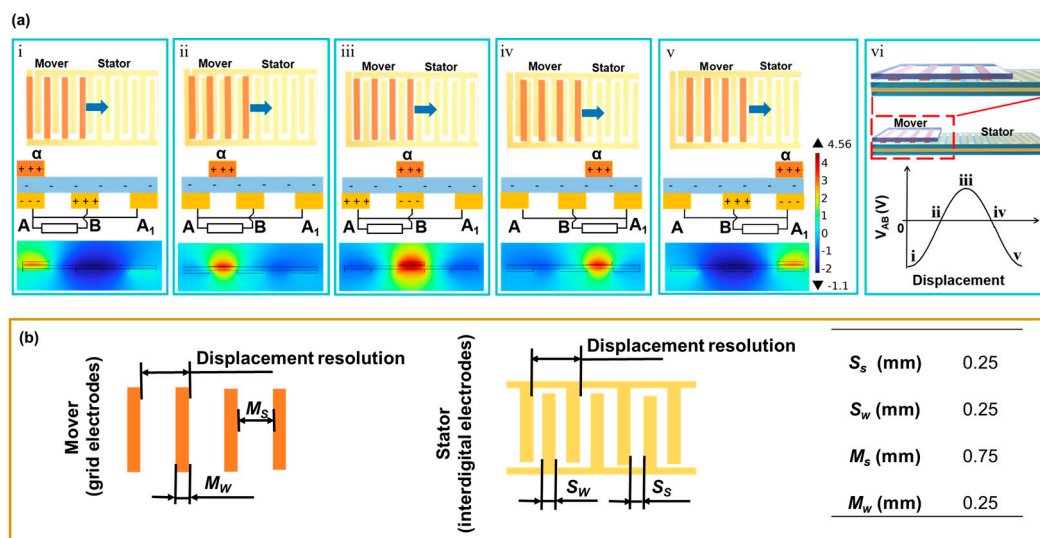 (a)
i
Mover Stator
α
+ + +
- - - - - -
- - - + + +
A B A1
ii
Mover Stator
α
+ + +
- - - - - -
A B A1
iii
Mover Stator
α
+ + +
- - - - - -
+ + + - - -
A B A1
iv
Mover Stator
α
+ + +
- - - - - -
A B A1
v
Mover Stator
α
+ + +
- - - - - -
+ + + - - -
A B A1
▲ 4.56
4
3
2
1
0
-1
-2
▼ -1.1
vi
Mover Stator
VAB (V)
0
i
ii
iii
iv
v
Displacement
(b)
Mover
(grid electrodes)
Displacement resolution
MS
MW
Stator
(interdigital electrodes)
Displacement resolution
SW
SS
Ss (mm) 0.25
Sw (mm) 0.25
Ms (mm) 0.75
Mw (mm) 0.25